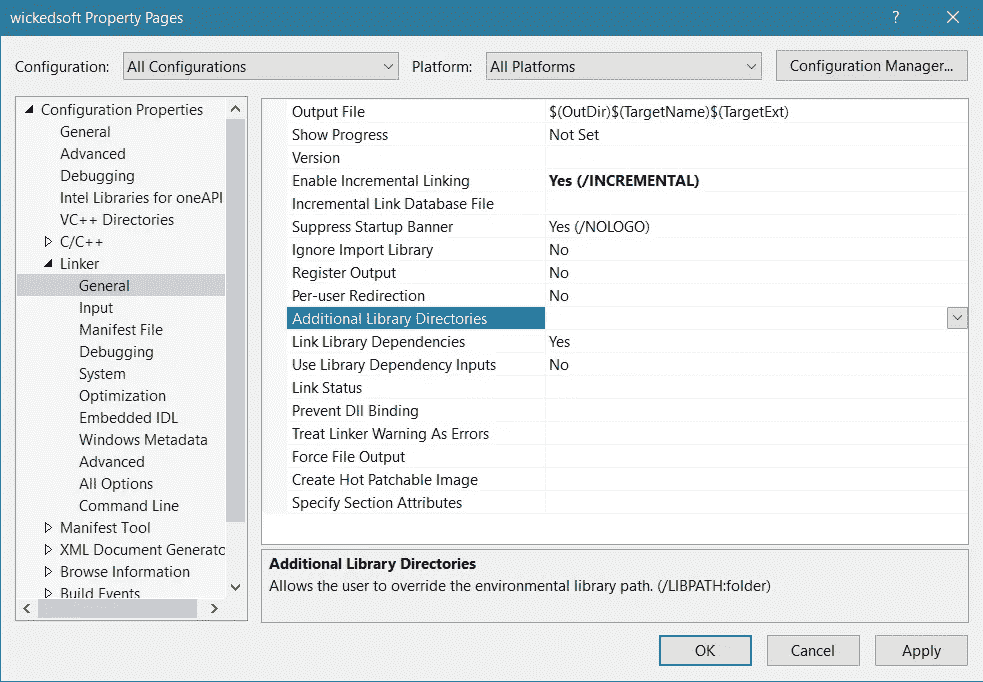 wickedsoft Property Pages
?
Configuration: All Configurations Platform: All Platforms Configuration Manager...
Configuration Properties
General
Advanced
Debugging
Intel Libraries for oneAPI
VC++ Directories
C/C++
Linker
General
Input
Manifest File
Debugging
System
Optimization
Embedded IDL
Windows Metadata
Advanced
All Options
Command Line
Manifest Tool
XML Document Generato
Browse Information
Build Events
Output File $(OutDir)$(TargetName)$(TargetExt)
Show Progress Not Set
Version
Enable Incremental Linking Yes (/INCREMENTAL)
Incremental Link Database File
Suppress Startup Banner Yes (/NOLOGO)
Ignore Import Library No
Register Output No
Per-user Redirection No
Additional Library Directories
Link Library Dependencies Yes
Use Library Dependency Inputs No
Link Status
Prevent Dll Binding
Treat Linker Warning As Errors
Force File Output
Create Hot Patchable Image
Specify Section Attributes
Additional Library Directories
Allows the user to override the environmental library path. (/LIBPATH:folder)
OK Cancel Apply